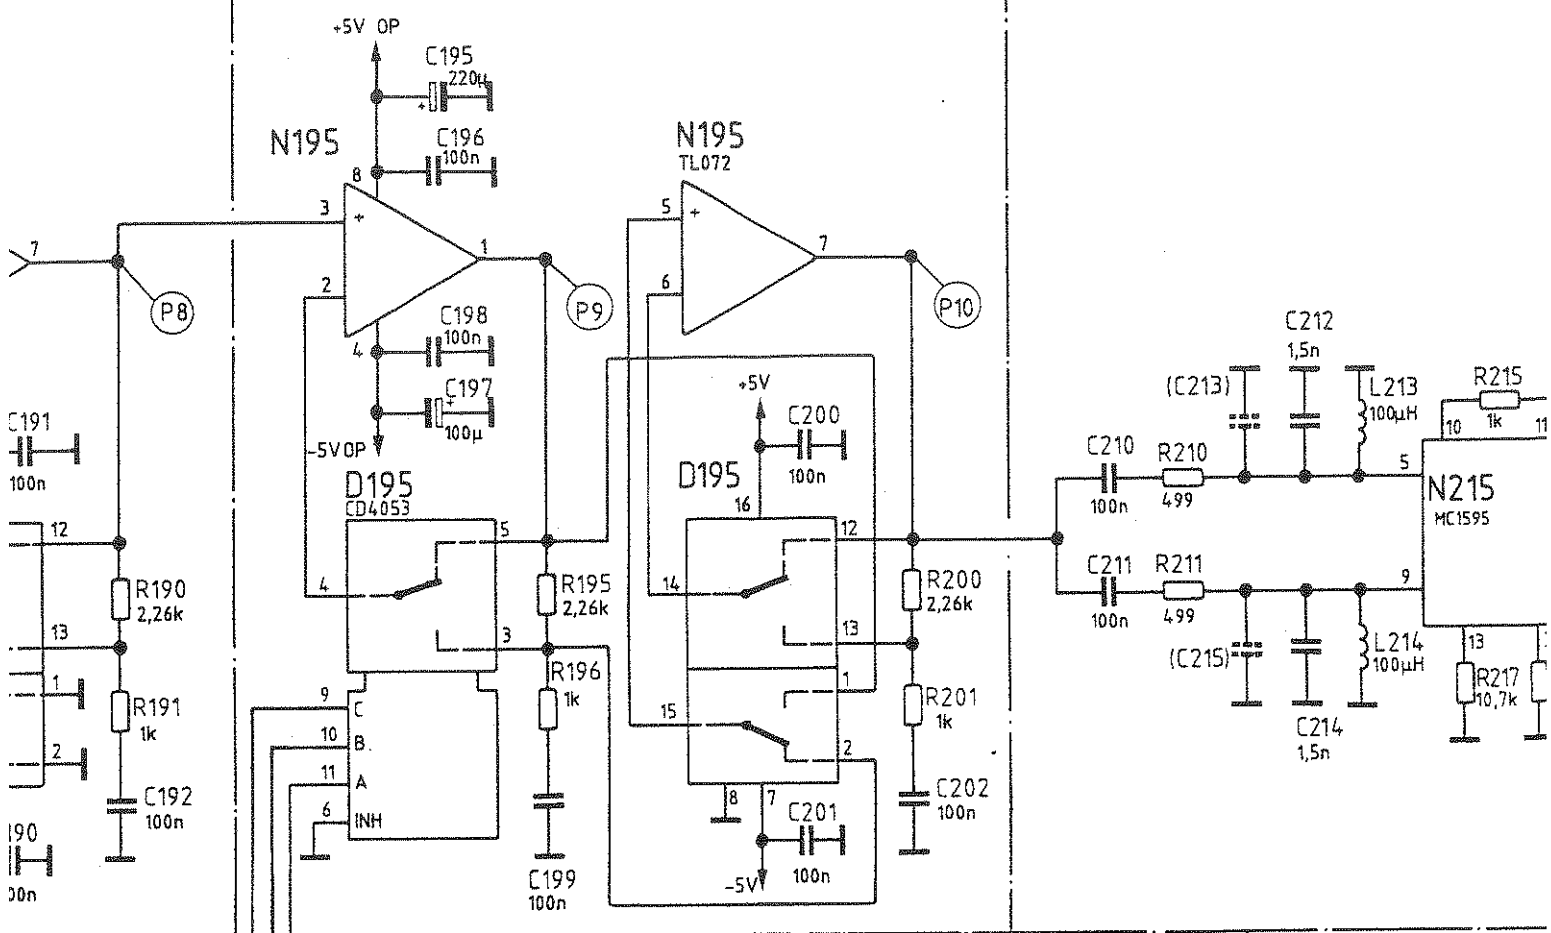 +5V OP
C195
220µ
+
N195
C196
100n
8
3
+
1
2
4
C198
100n
C197
+
100µ
-5V OP
7
P8
P9
N195
TL072
5
+
7
6
P10
D195
CD4053
5
4
3
9
C
10
B.
11
A
6
INH
C191
100n
12
R190
2,26k
13
1
R191
1k
2
C192
100n
190
00n
R195
2,26k
R196
1k
C199
100n
+5V
C200
100n
D195
16
12
14
13
1
15
2
8
7
C201
100n
-5V
R200
2,26k
R201
1k
C202
100n
C210
100n
R210
499
C211
100n
R211
499
(C213)
C212
1,5n
L213
100µH
R215
1k
10
11
5
N215
MC1595
9
(C215)
C214
1,5n
L214
100µH
13
R217
10,7k